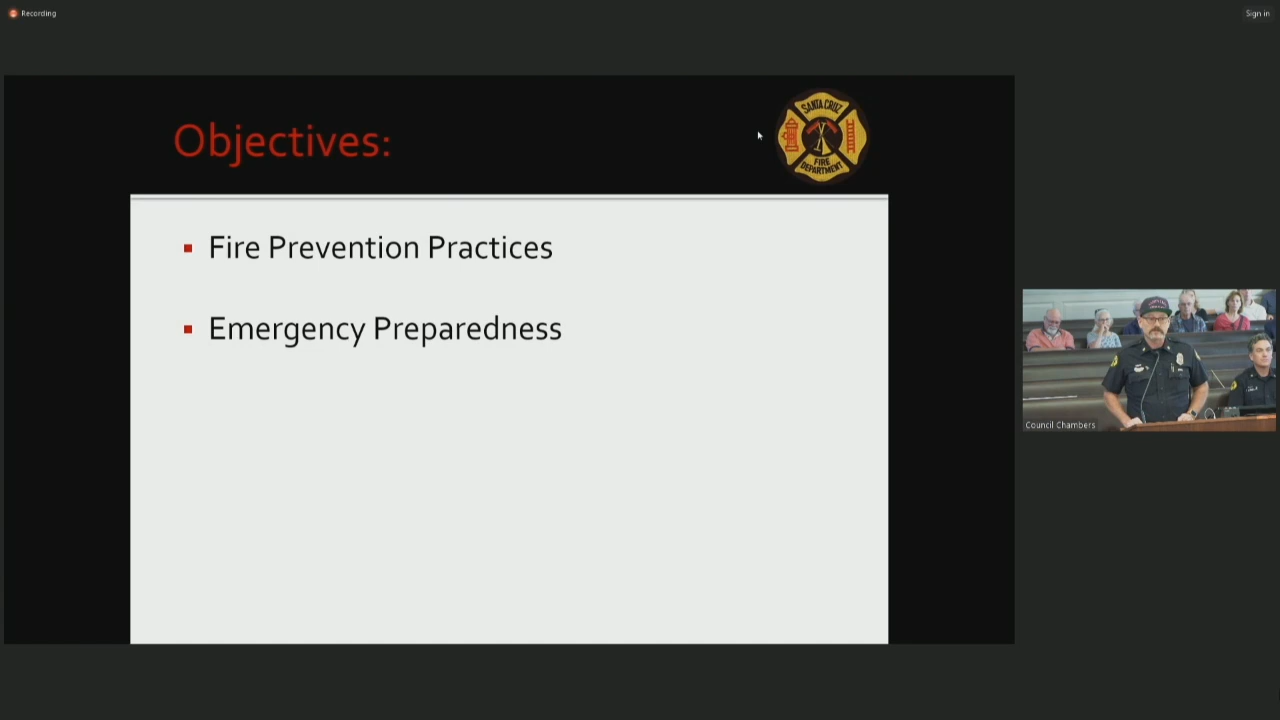 Recording
Sign in
Objectives:
SANTA CRUZ
FIRE
DEPARTMENT
Fire Prevention Practices
Emergency Preparedness
Council Chambers